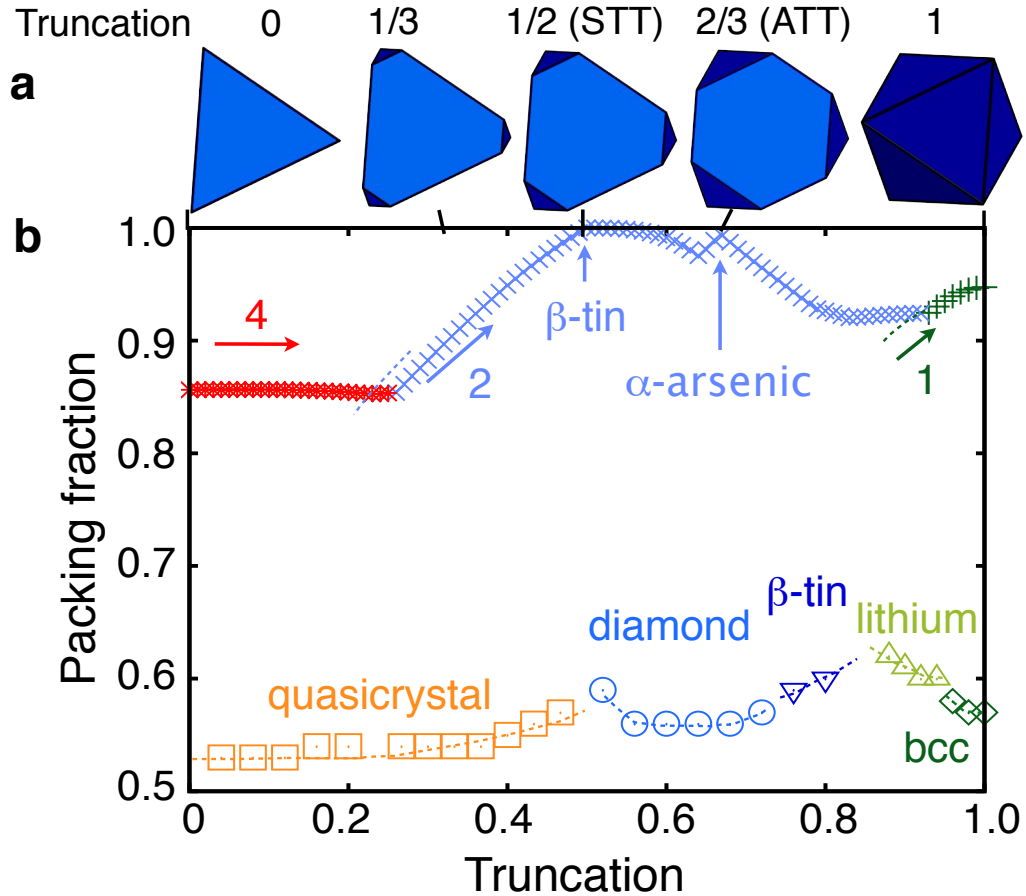 Truncation 0 1/3 1/2 (STT) 2/3 (ATT) 1
a
b
1.0
4
β-tin
0.9
2
α-arsenic
1
0.8
Packing fraction
0.7
β-tin
diamond
lithium
0.6
quasicrystal
bcc
0.5
0 0.2 0.4 0.6 0.8 1.0
Truncation